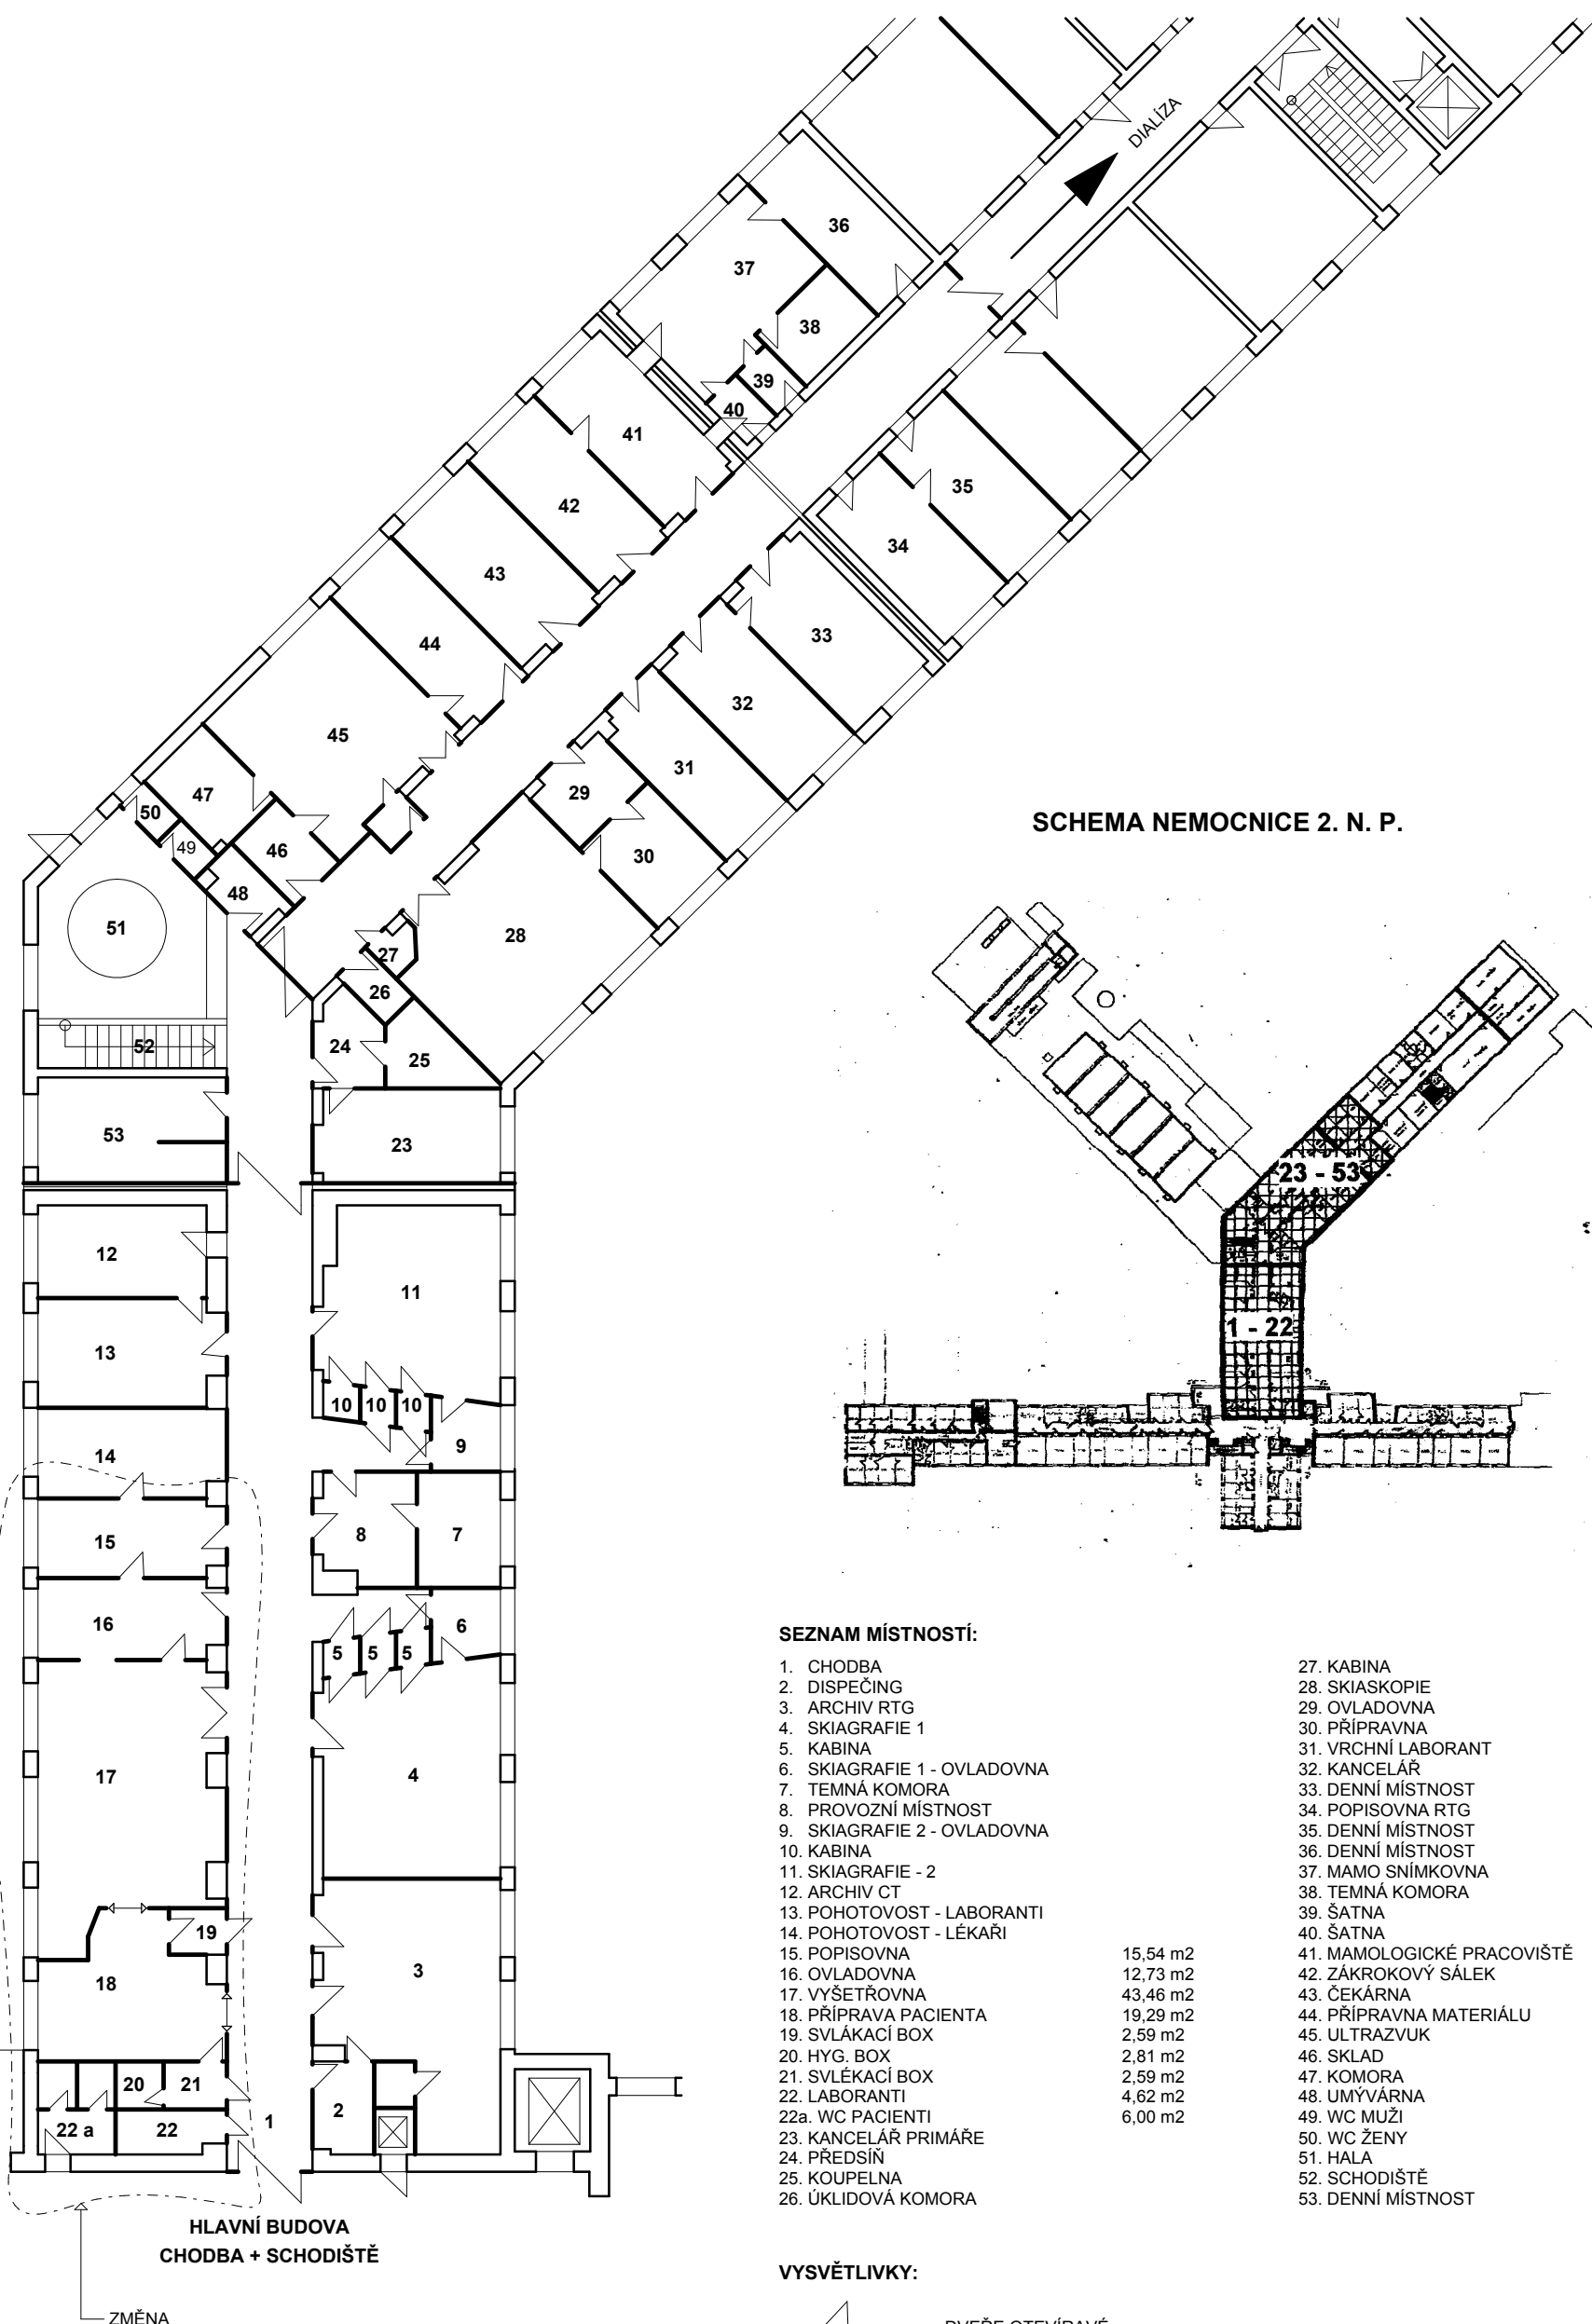 DIALÍZA
36
37
38
39
40
41
35
42
34
43
33
44
32
45
31
47
29
50
49
46
30
48
51
28
27
26
52
24
25
53
23
12
11
13
10 10 10
14
9
15
8
7
16
6
5 5 5
17
4
19
18
3
20
21
22 a
22
1
2
HLAVNÍ BUDOVA
CHODBA + SCHODIŠTĚ
ZMĚNA
SCHEMA NEMOCNICE 2. N. P.
23 - 53
1 - 22
SEZNAM MÍSTNOSTÍ:
1. CHODBA
2. DISPEČING
3. ARCHIV RTG
4. SKIAGRAFIE 1
5. KABINA
6. SKIAGRAFIE 1 - OVLADOVNA
7. TEMNÁ KOMORA
8. PROVOZNÍ MÍSTNOST
9. SKIAGRAFIE 2 - OVLADOVNA
10. KABINA
11. SKIAGRAFIE - 2
12. ARCHIV CT
13. POHOTOVOST - LABORANTI
14. POHOTOVOST - LÉKAŘI
15. POPISOVNA 15,54 m2
16. OVLADOVNA 12,73 m2
17. VYŠETŘOVNA 43,46 m2
18. PŘÍPRAVA PACIENTA 19,29 m2
19. SVLÁKACÍ BOX 2,59 m2
20. HYG. BOX 2,81 m2
21. SVLÉKACÍ BOX 2,59 m2
22. LABORANTI 4,62 m2
22a. WC PACIENTI 6,00 m2
23. KANCELÁŘ PRIMÁŘE
24. PŘEDSÍŇ
25. KOUPELNA
26. ÚKLIDOVÁ KOMORA
27. KABINA
28. SKIASKOPIE
29. OVLADOVNA
30. PŘÍPRAVNA
31. VRCHNÍ LABORANT
32. KANCELÁŘ
33. DENNÍ MÍSTNOST
34. POPISOVNA RTG
35. DENNÍ MÍSTNOST
36. DENNÍ MÍSTNOST
37. MAMO SNÍMKOVNA
38. TEMNÁ KOMORA
39. ŠATNA
40. ŠATNA
41. MAMOLOGICKÉ PRACOVIŠTĚ
42. ZÁKROKOVÝ SÁLEK
43. ČEKÁRNA
44. PŘÍPRAVNA MATERIÁLU
45. ULTRAZVUK
46. SKLAD
47. KOMORA
48. UMÝVÁRNA
49. WC MUŽI
50. WC ŽENY
51. HALA
52. SCHODIŠTĚ
53. DENNÍ MÍSTNOST
VYSVĚTLIVKY:
DVEŘE OTEVÍRAVÉ